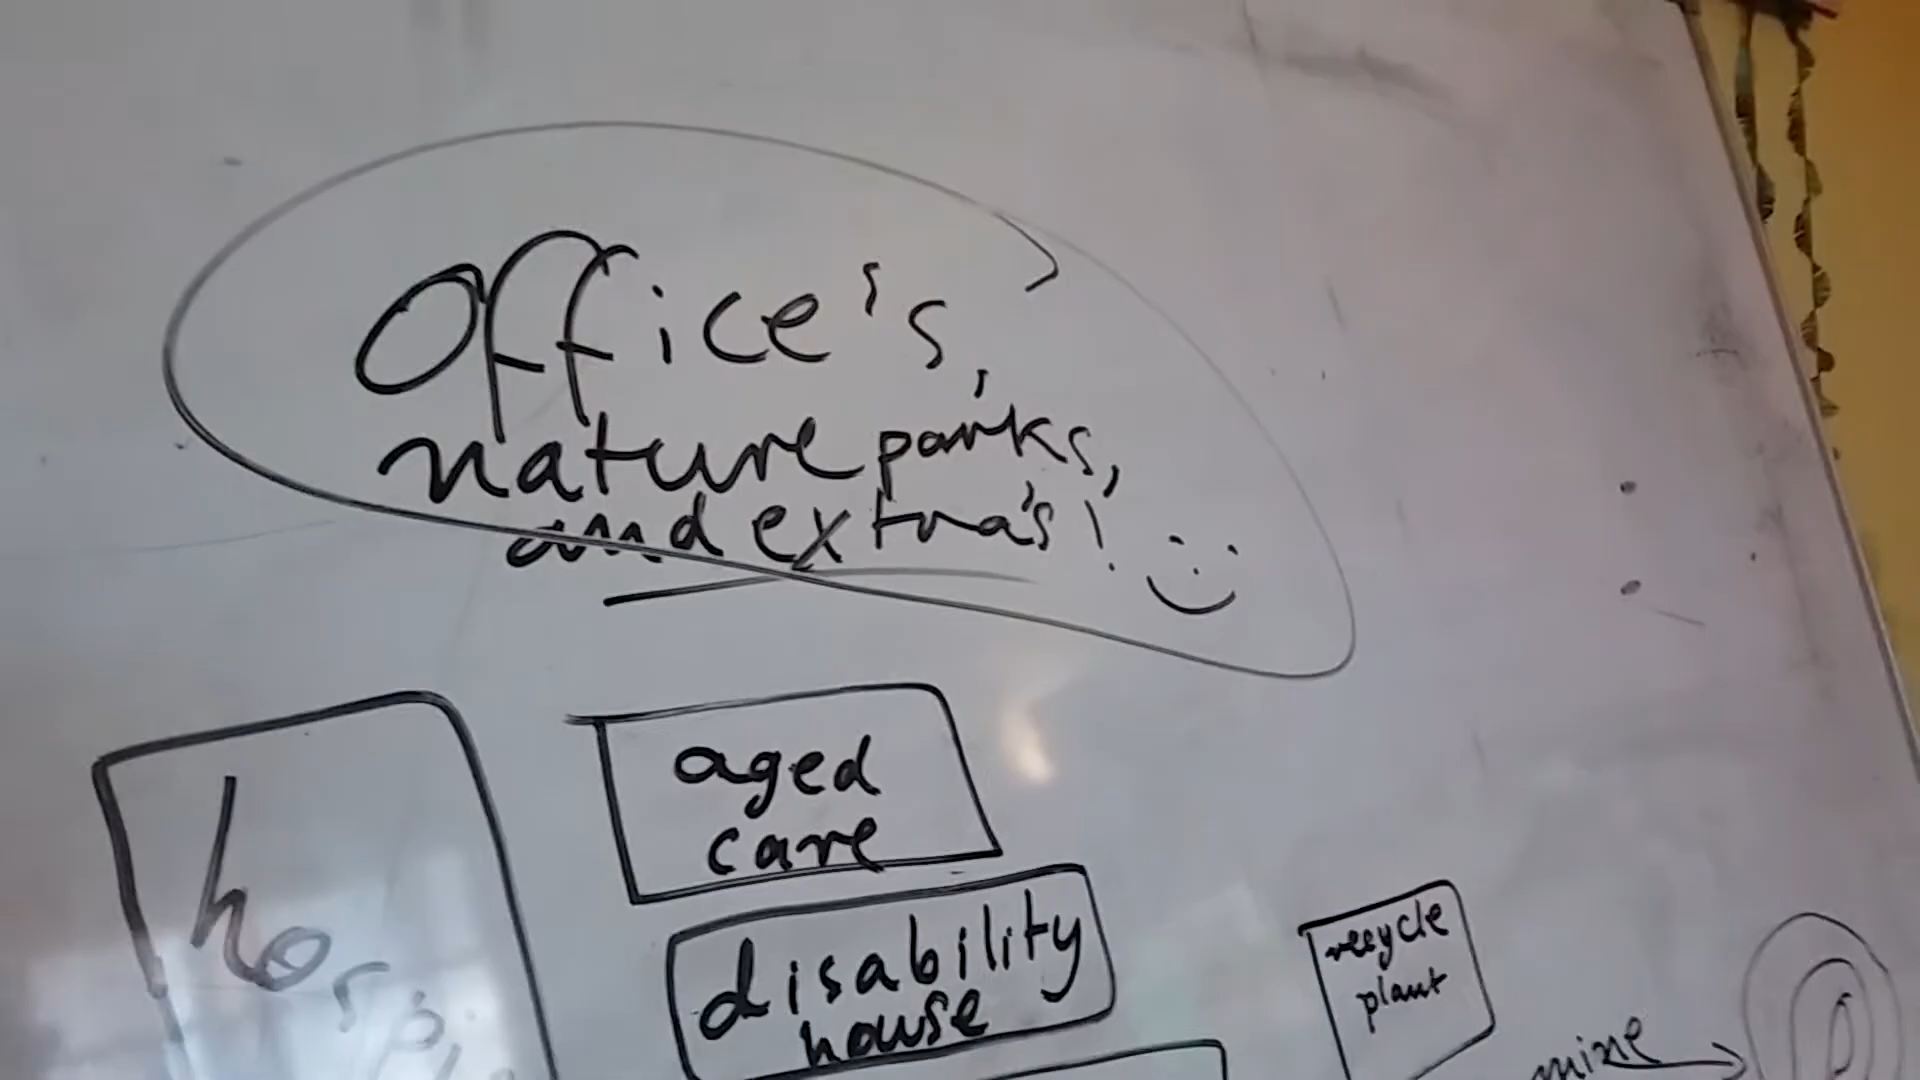 Office's,
nature parks,
and extra's!
aged
care
disability
house
recycle
plant
mine